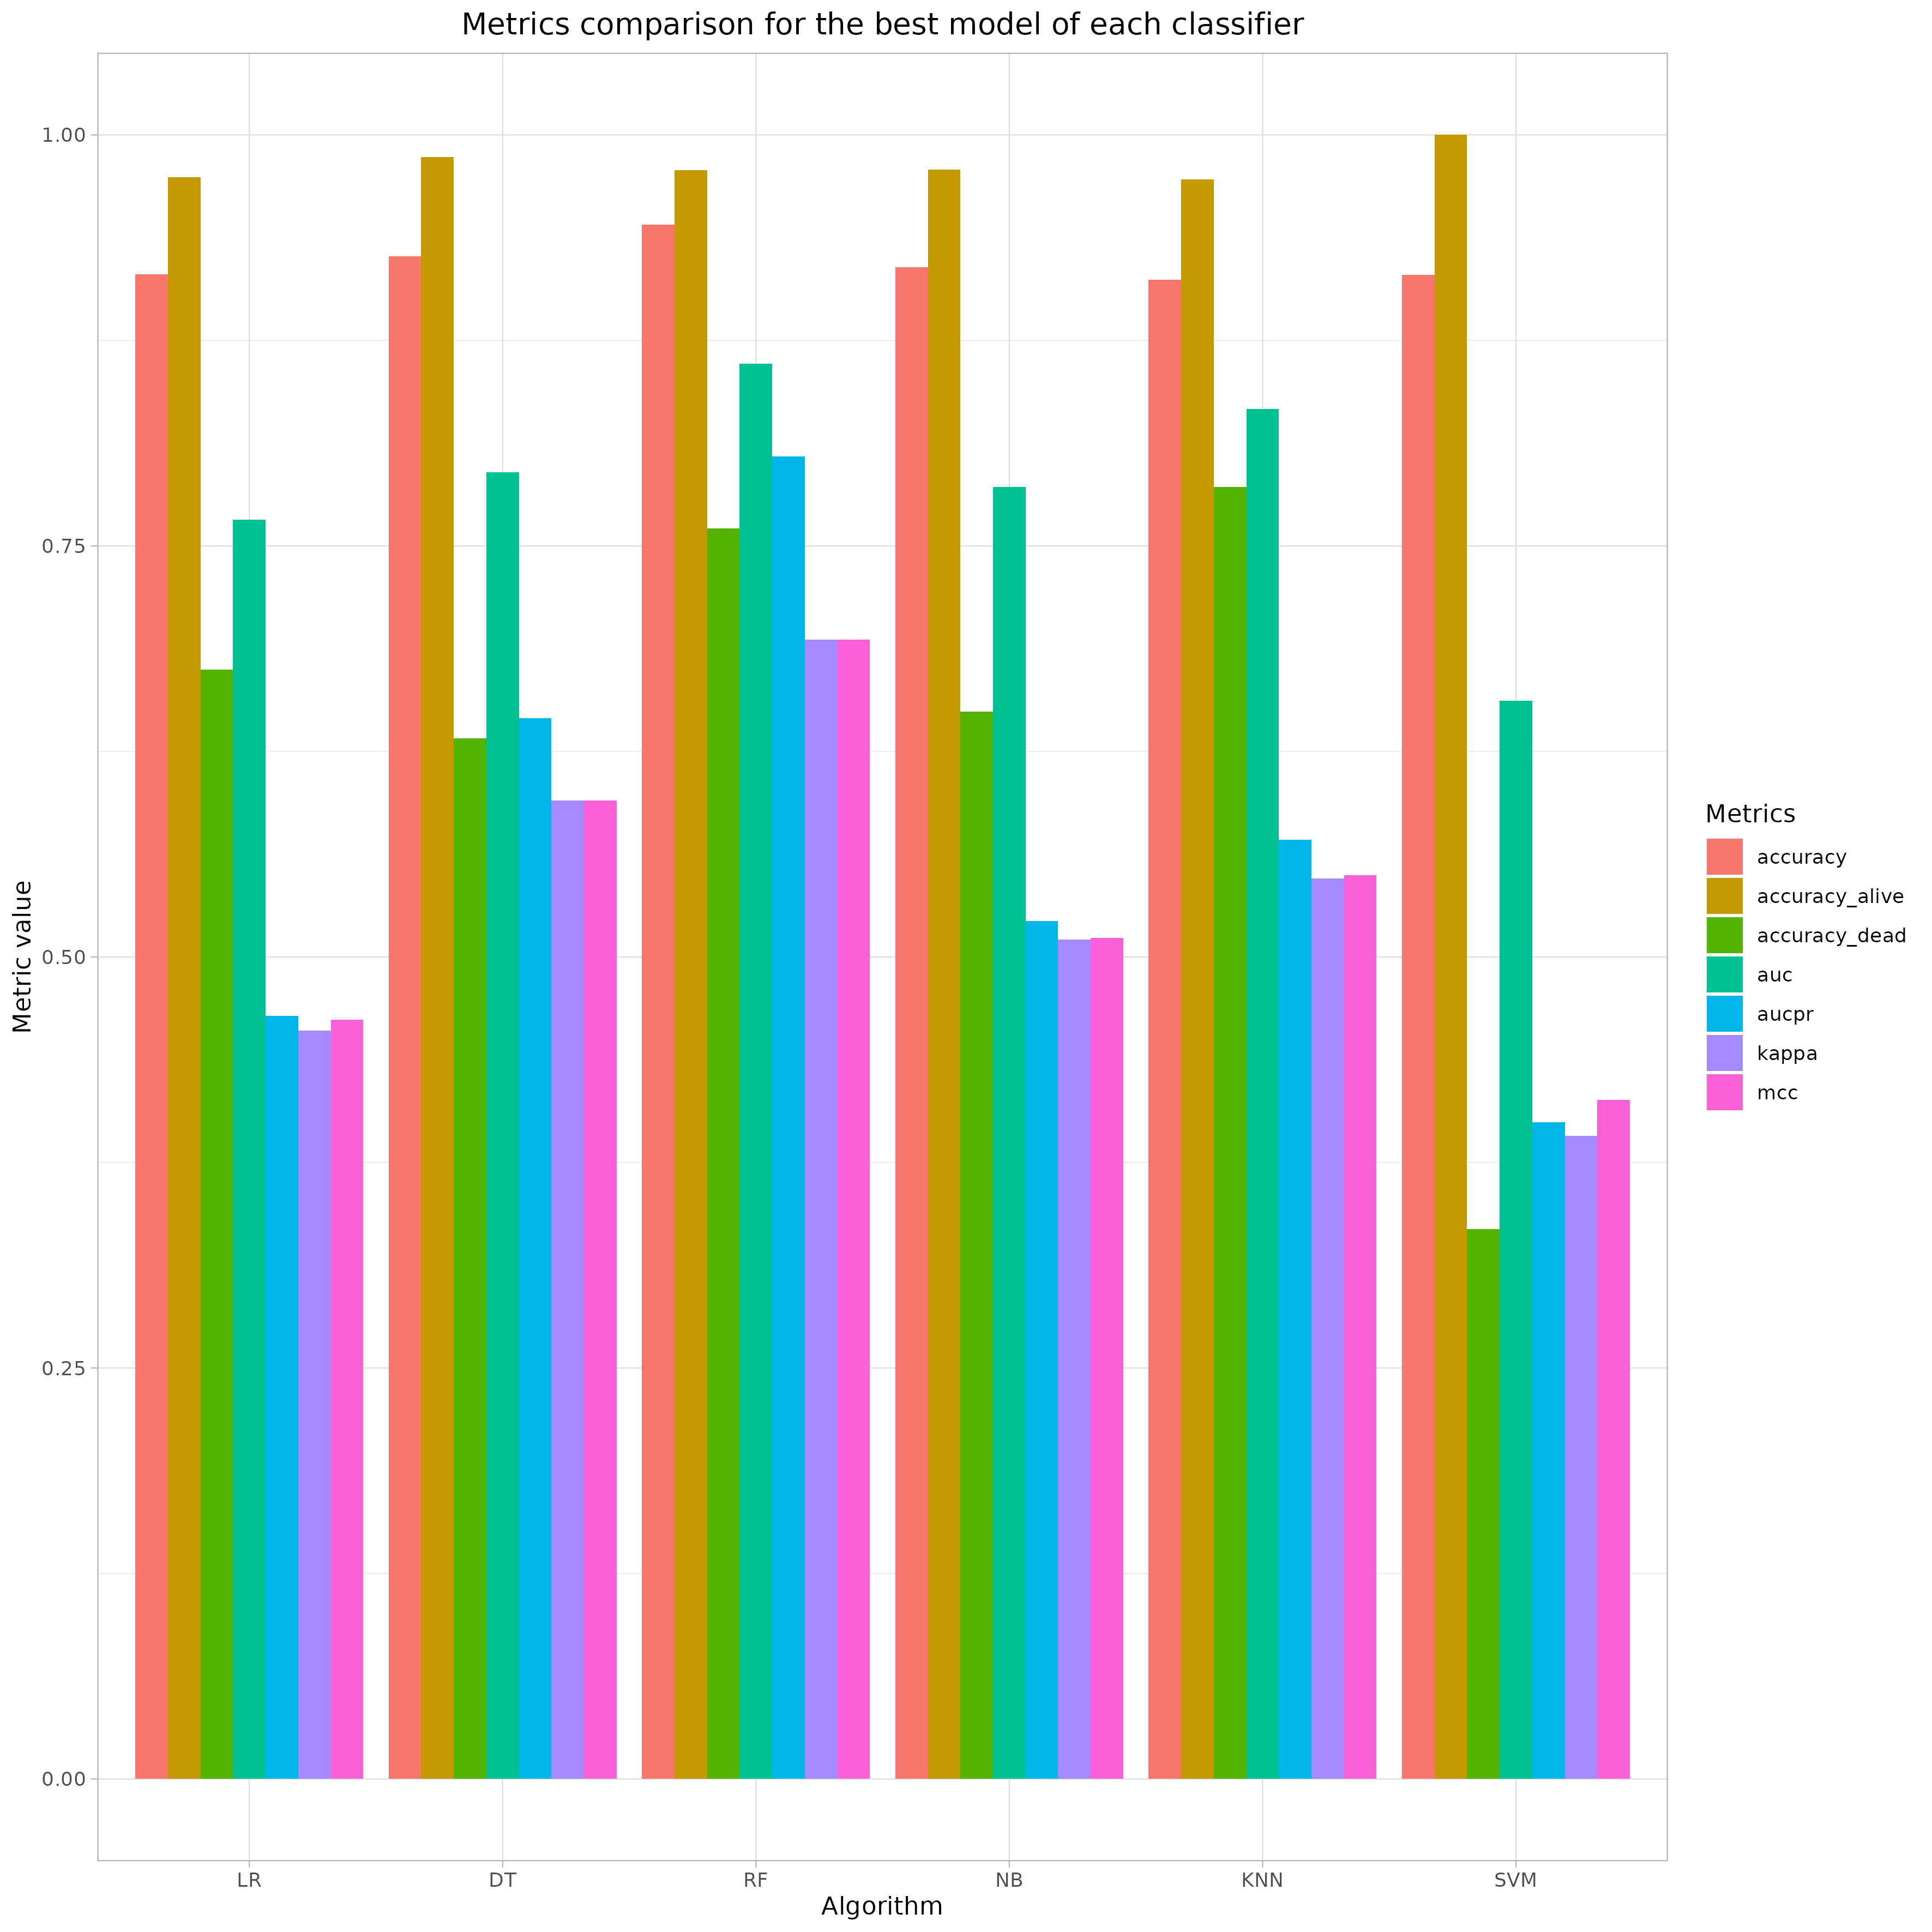 Metrics comparison for the best model of each classifier
1.00
0.75
0.50
0.25
0.00
Metric value
LR DT RF NB KNN SVM
Algorithm
Metrics
accuracy
accuracy_alive
accuracy_dead
auc
aucpr
kappa
mcc